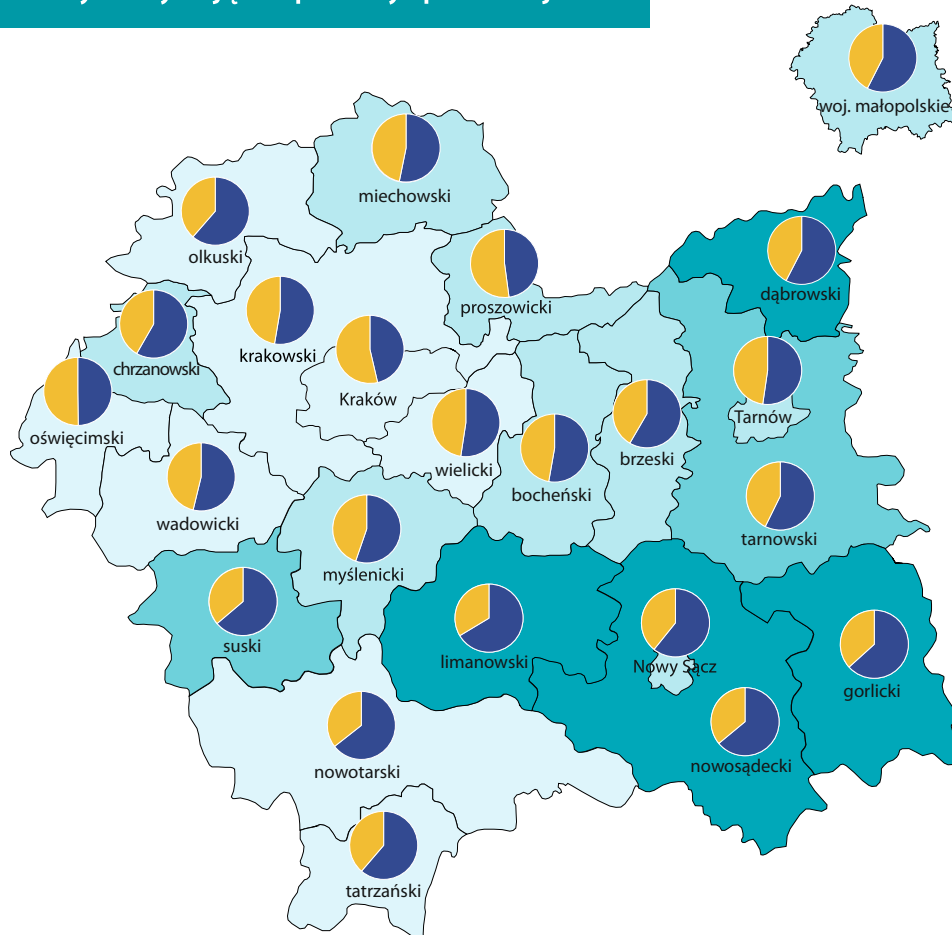 woj. małopolskie
miechowski
olkuski
dąbrowski
proszowicki
krakowski
chrzanowski
Kraków
Tarnów
oświęcimski
brzeski
wielicki
bocheński
wadowicki
tarnowski
myślenicki
suski
limanowski
Nowy Sącz
gorlicki
nowosądecki
nowotarski
tatrzański